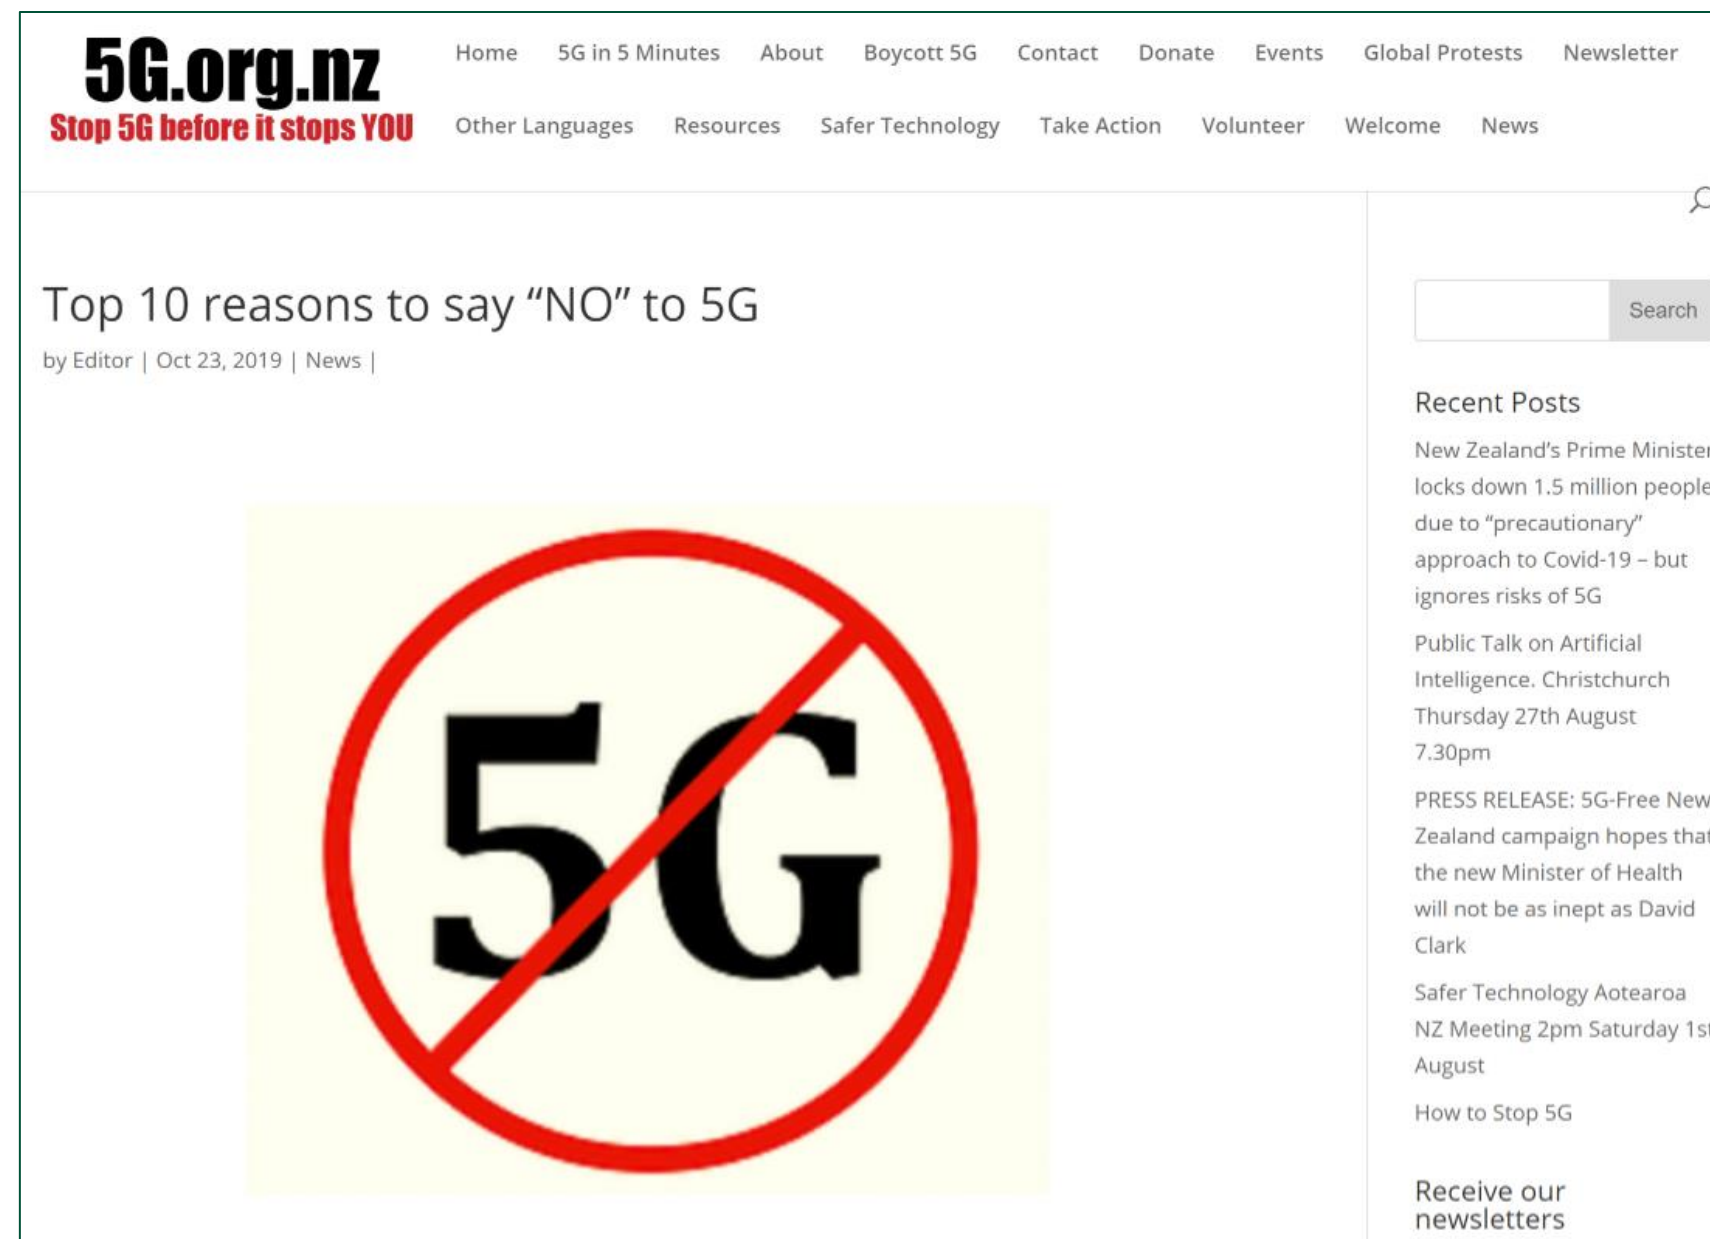 5G.org.nz
Stop 5G before it stops YOU
Home 5G in 5 Minutes About Boycott 5G Contact Donate Events Global Protests Newsletter
Other Languages Resources Safer Technology Take Action Volunteer Welcome News
Top 10 reasons to say “NO” to 5G
by Editor | Oct 23, 2019 | News |
5G
Search
Recent Posts
New Zealand’s Prime Minister
locks down 1.5 million people
due to “precautionary”
approach to Covid-19 – but
ignores risks of 5G
Public Talk on Artificial
Intelligence. Christchurch
Thursday 27th August
7.30pm
PRESS RELEASE: 5G-Free New
Zealand campaign hopes that
the new Minister of Health
will not be as inept as David
Clark
Safer Technology Aotearoa
NZ Meeting 2pm Saturday 1st
August
How to Stop 5G
Receive our
newsletters